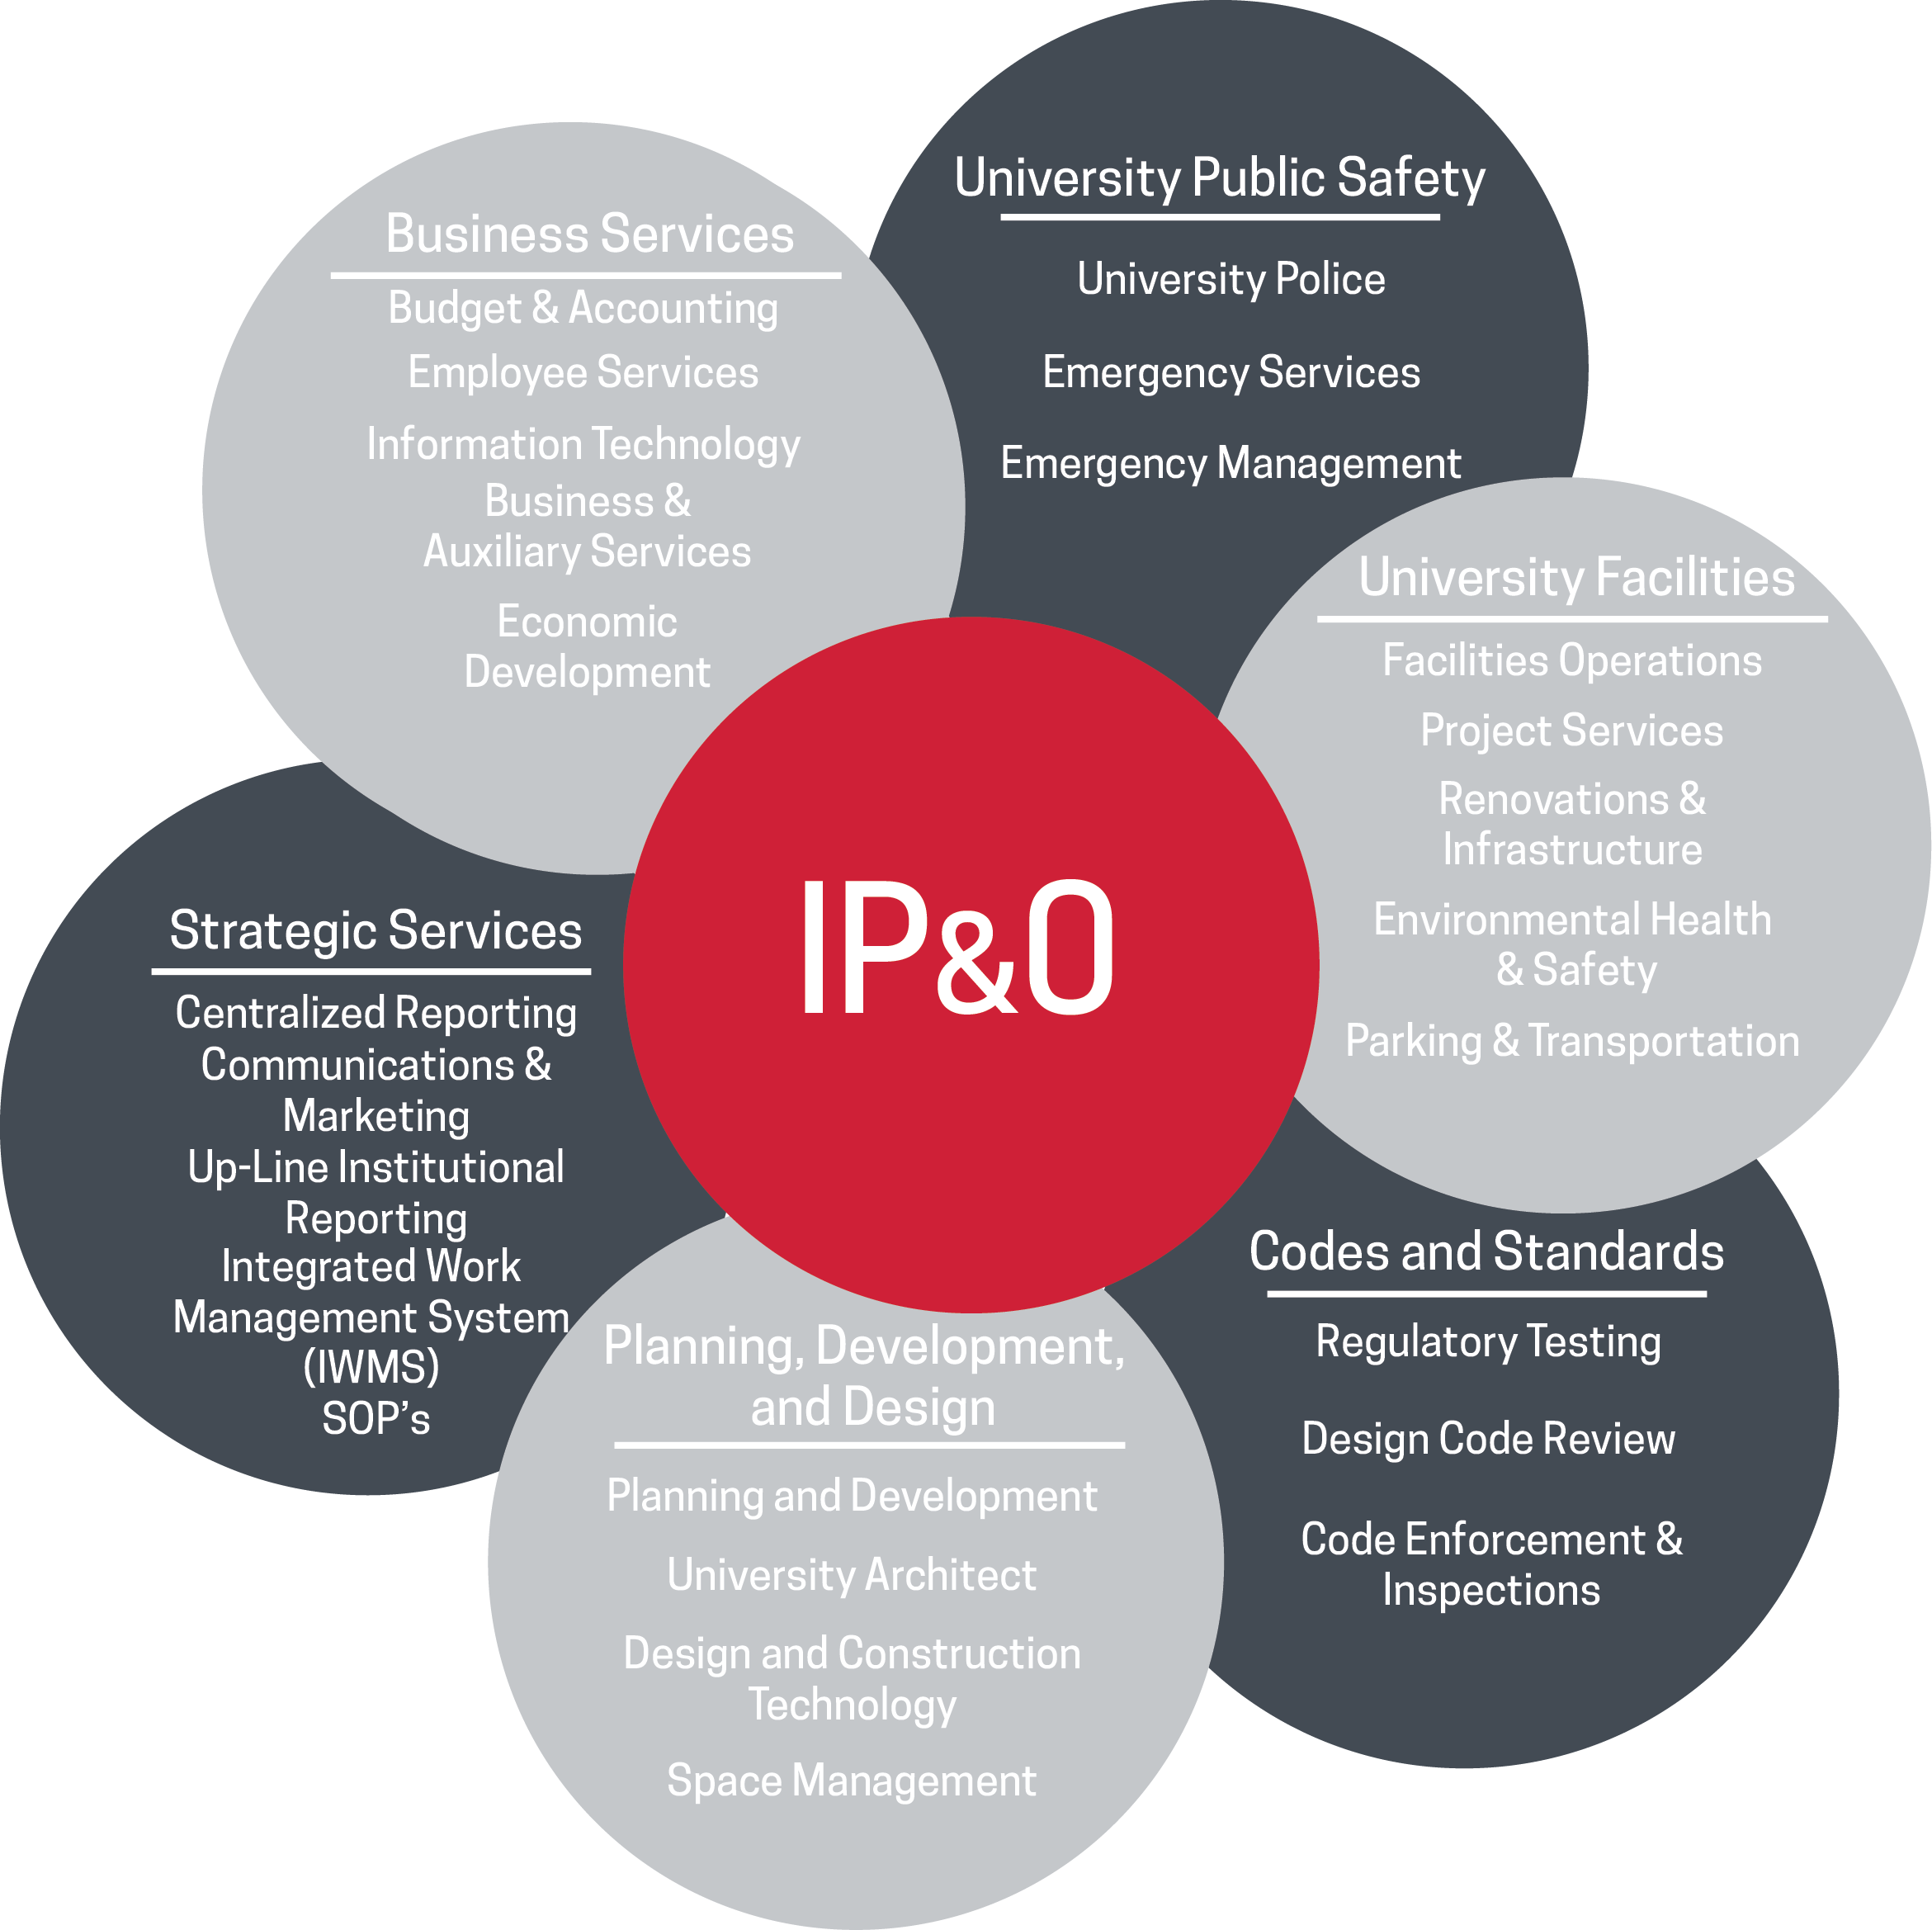 University Public Safety
University Police
Emergency Services
Emergency Management
Business Services
Budget & Accounting
Employee Services
Information Technology
Business &
Auxiliary Services
Economic
Development
University Facilities
Facilities Operations
Project Services
Renovations &
Infrastructure
Environmental Health
& Safety
Parking & Transportation
IP&O
Strategic Services
Centralized Reporting
Communications &
Marketing
Up-Line Institutional
Reporting
Integrated Work
Management System
(IWMS)
SOP’s
Codes and Standards
Regulatory Testing
Design Code Review
Code Enforcement &
Inspections
Planning, Development,
and Design
Planning and Development
University Architect
Design and Construction
Technology
Space Management